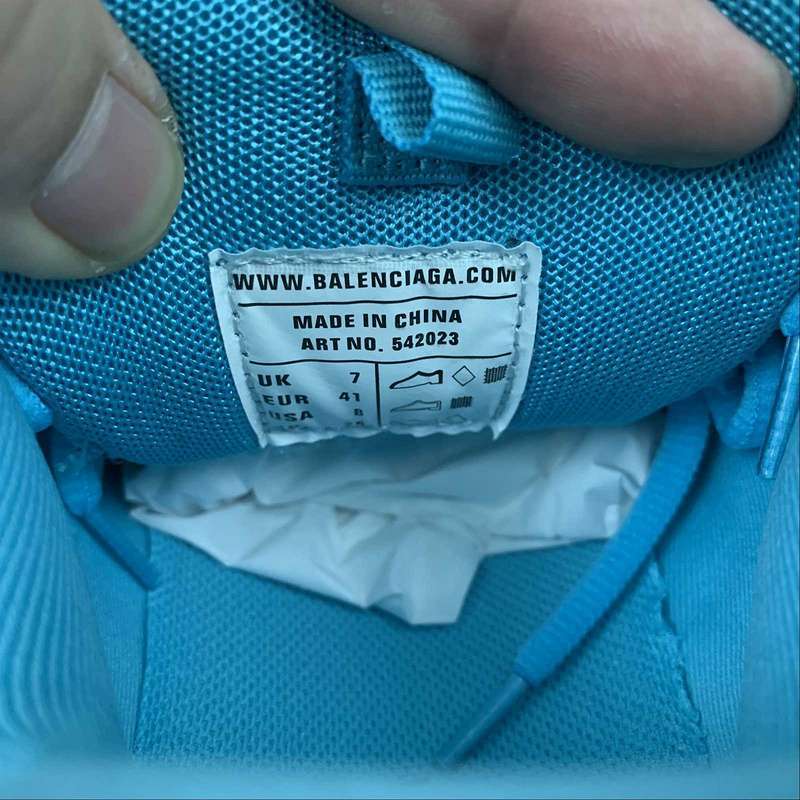 WWW.BALENCIAGA.COM
MADE IN CHINA
ART NO. 542023
UK 7
EUR 41
USA 8